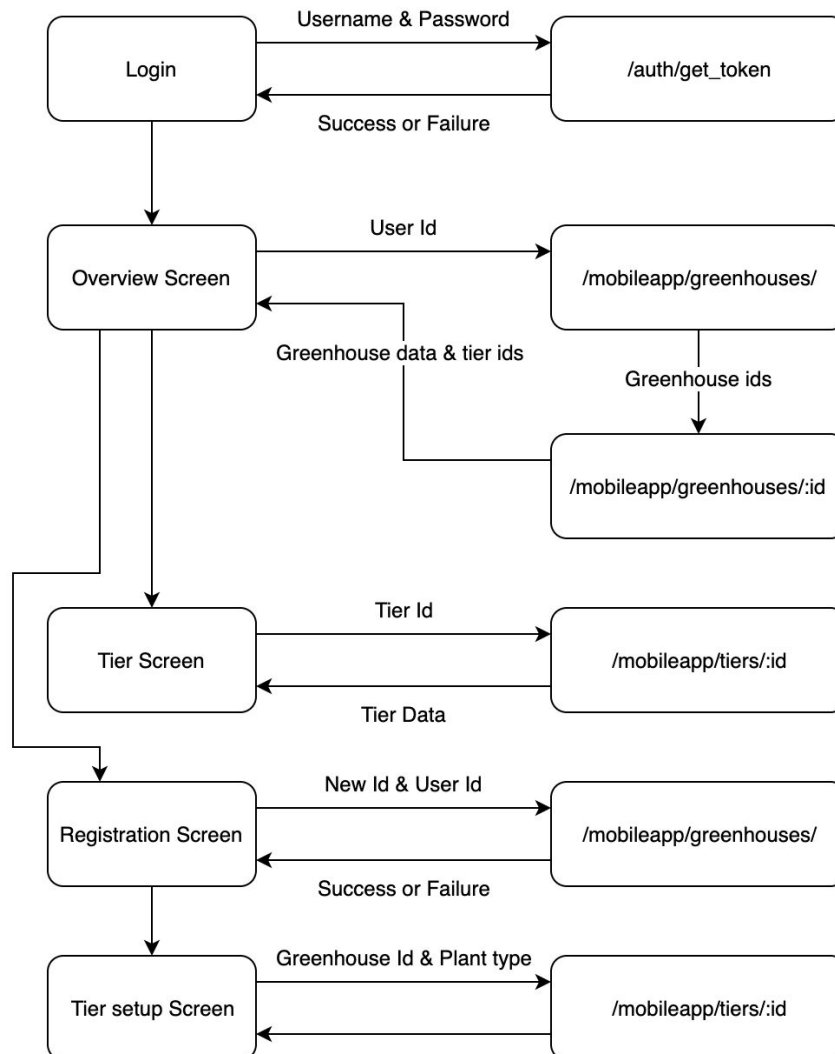 Username & Password
Login
/auth/get_token
Success or Failure
User Id
Overview Screen
/mobileapp/greenhouses/
Greenhouse data & tier ids
Greenhouse ids
/mobileapp/greenhouses/:id
Tier Id
Tier Screen
/mobileapp/tiers/:id
Tier Data
New Id & User Id
Registration Screen
/mobileapp/greenhouses/
Success or Failure
Greenhouse Id & Plant type
Tier setup Screen
/mobileapp/tiers/:id